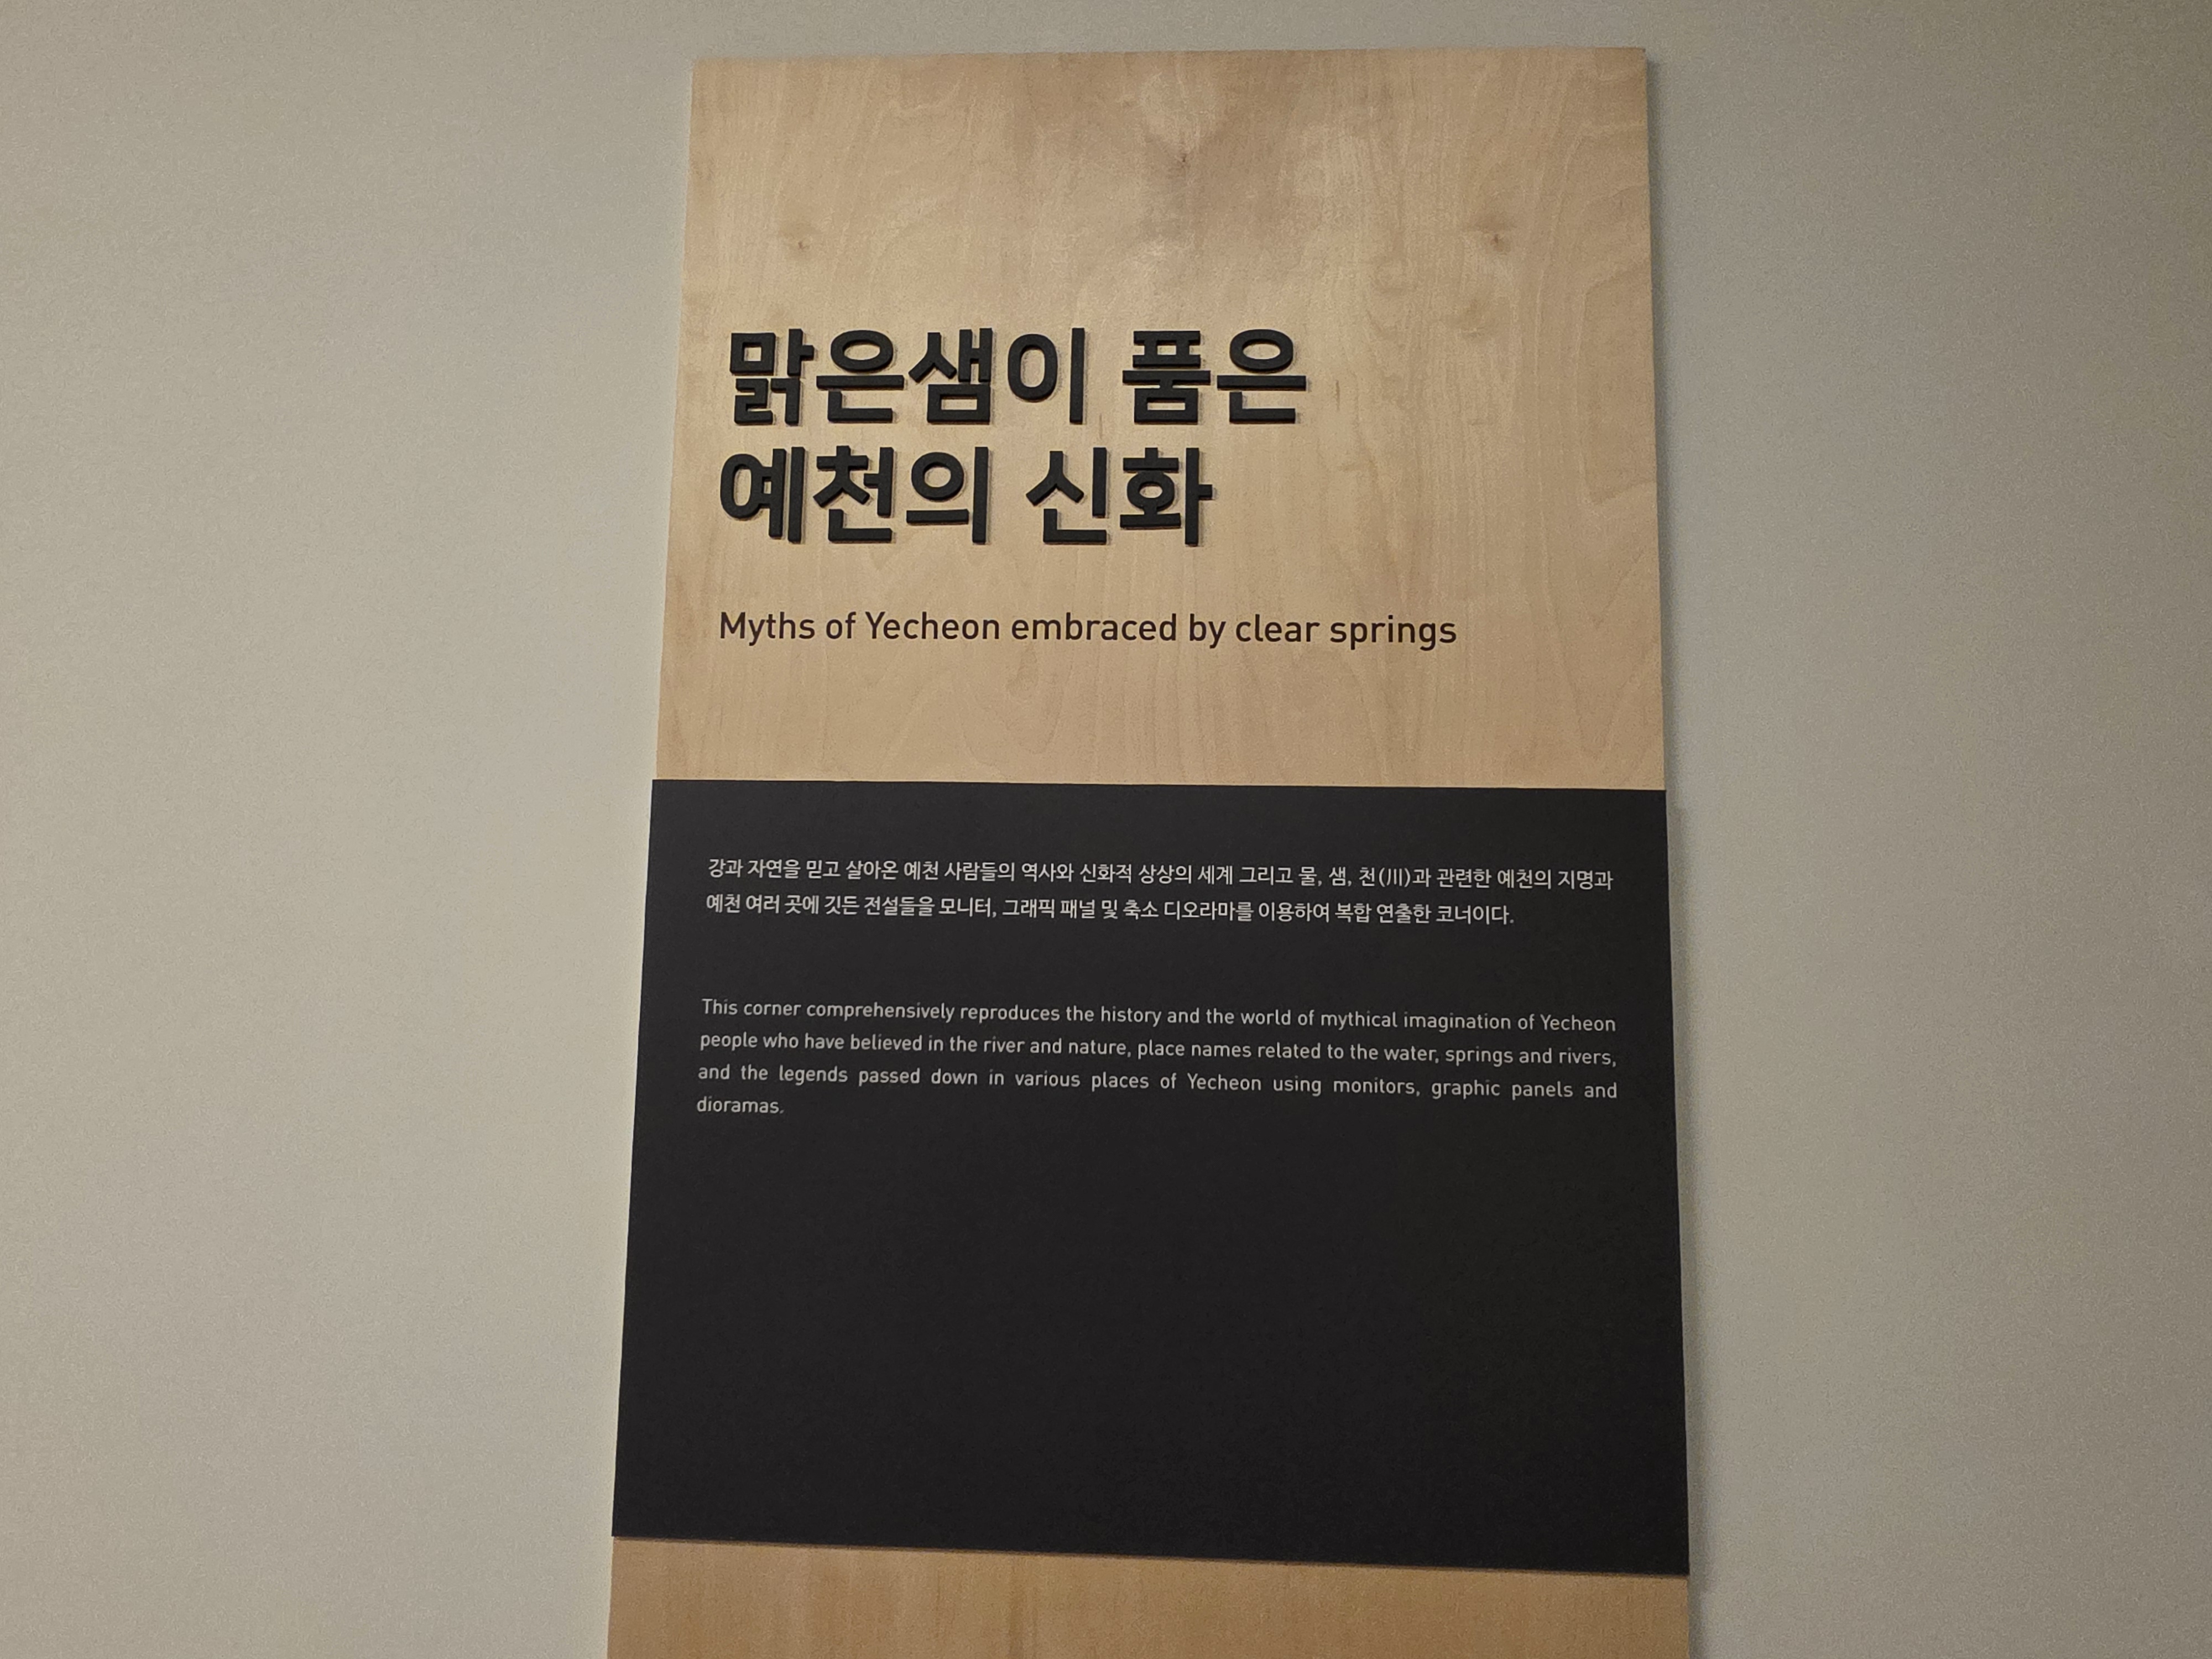 맑은샘이 품은
예천의 신화
Myths of Yecheon embraced by clear springs
강과 자연을 믿고 살아온 예천 사람들의 역사와 신화적 상상의 세계 그리고 물, 샘, 천(川)과 관련한 예천의 지명과
예천 여러 곳에 깃든 전설들을 모니터, 그래픽 패널 및 축소 디오라마를 이용하여 복합 연출한 코너이다.
This corner comprehensively reproduces the history and the world of mythical imagination of Yecheon
people who have believed in the river and nature, place names related to the water, springs and rivers,
and the legends passed down in various places of Yecheon using monitors, graphic panels and
dioramas.